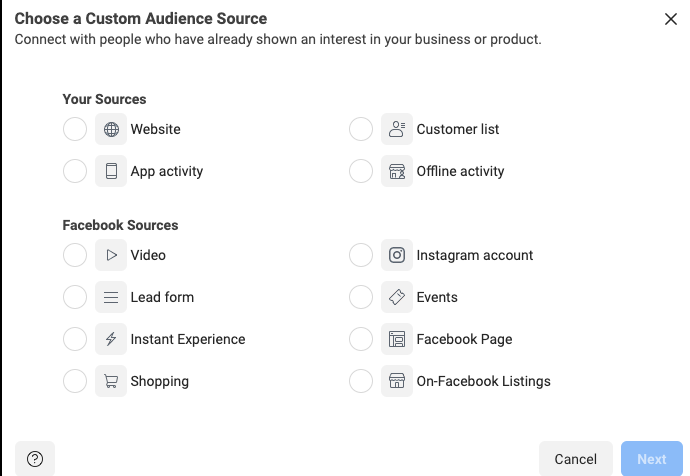 Choose a Custom Audience Source
Connect with people who have already shown an interest in your business or product.
Your Sources
Website
Customer list
App activity
Offline activity
Facebook Sources
Video
Instagram account
Lead form
Events
Instant Experience
Facebook Page
Shopping
On-Facebook Listings
Cancel
Next